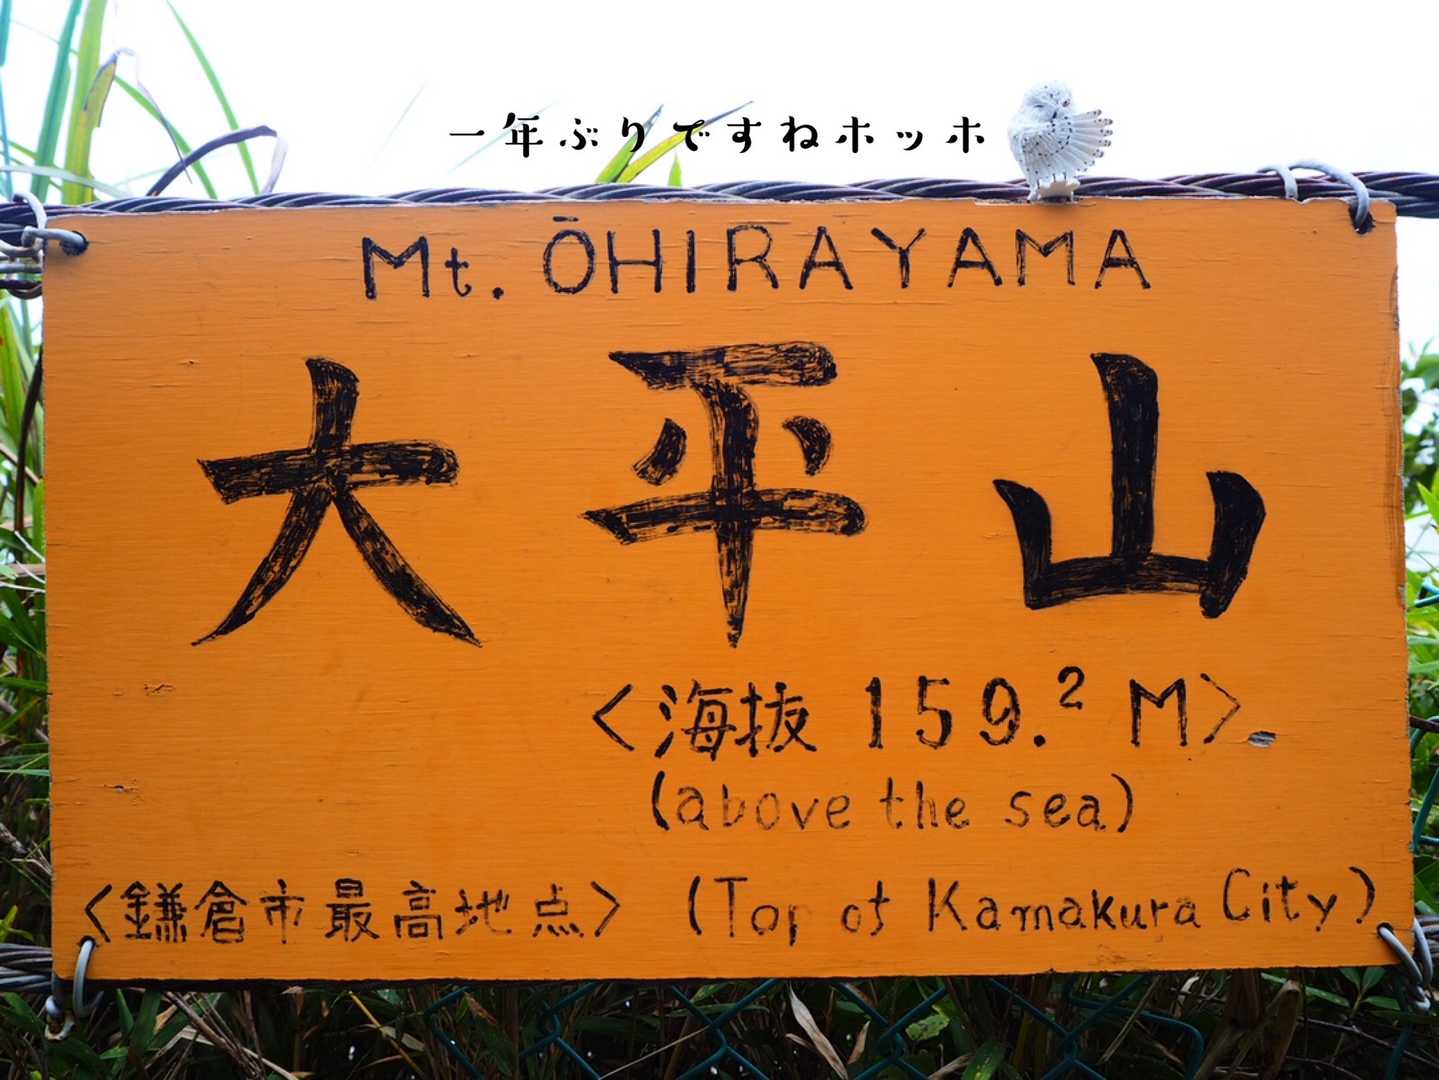 一年ぶりですねホッホ
Mt. ŌHIRAYAMA
大平山
<海抜 159.2 M>
(above the sea)
<鎌倉市最高地点> (Top of Kamakura City)